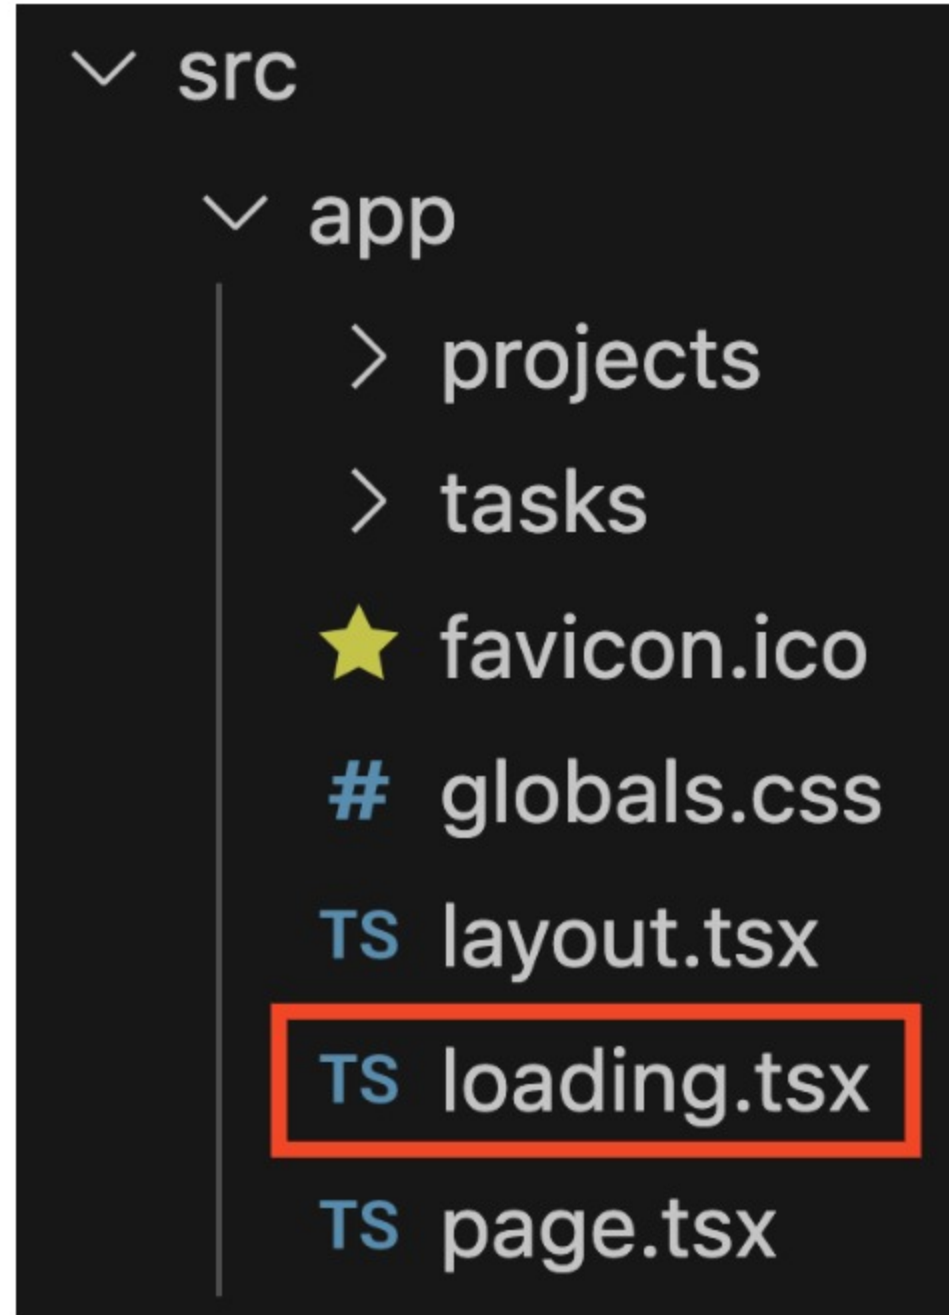 src
app
projects
tasks
favicon.ico
# globals.css
TS layout.tsx
TS loading.tsx
TS page.tsx